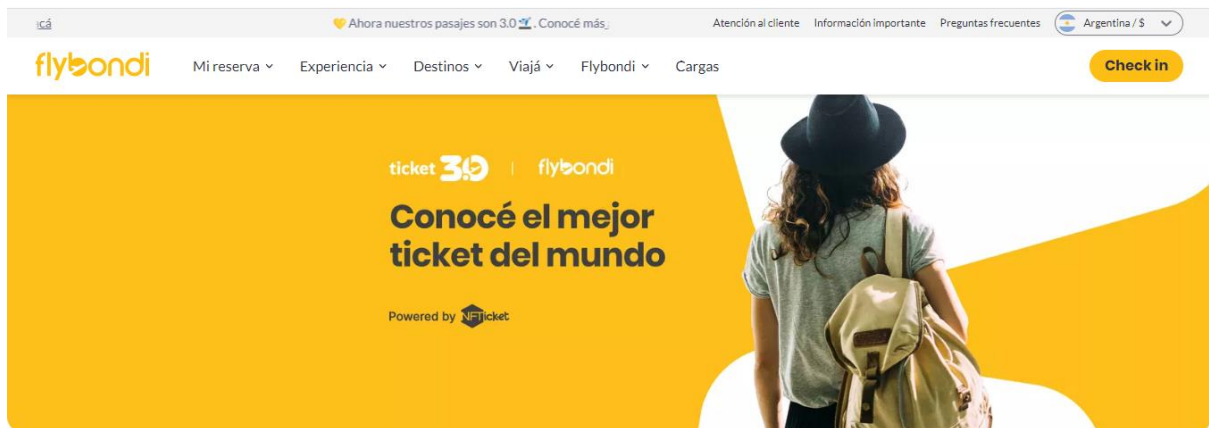 icá
Ahora nuestros pasajes son 3.0 . Conocé más
Atención al cliente Información importante Preguntas frecuentes Argentina / $
flybondi
Mi reserva Experiencia Destinos Viajá Flybondi Cargas
Check in
ticket 3.0 | flybondi
Conocé el mejor
ticket del mundo
Powered by NFTicket